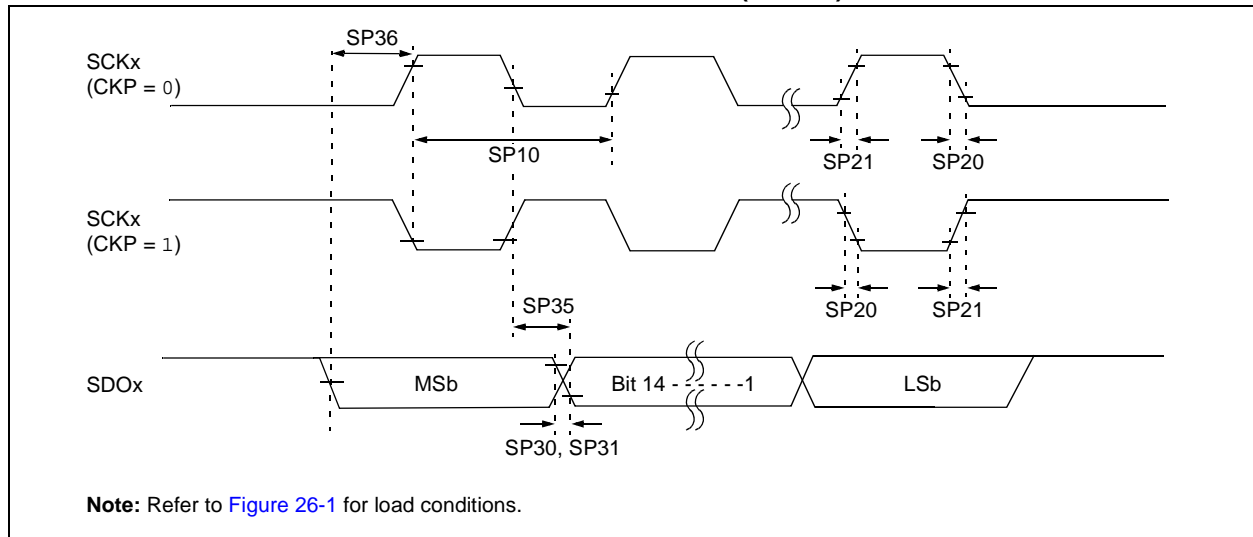 SP36
SCKx
(CKP = 0)
SP10
SP21
SP20
SCKx
(CKP = 1)
SP35
SP20
SP21
SDOx
MSb
Bit 14 - - - - - -1
LSb
SP30, SP31
Note: Refer to Figure 26-1 for load conditions.